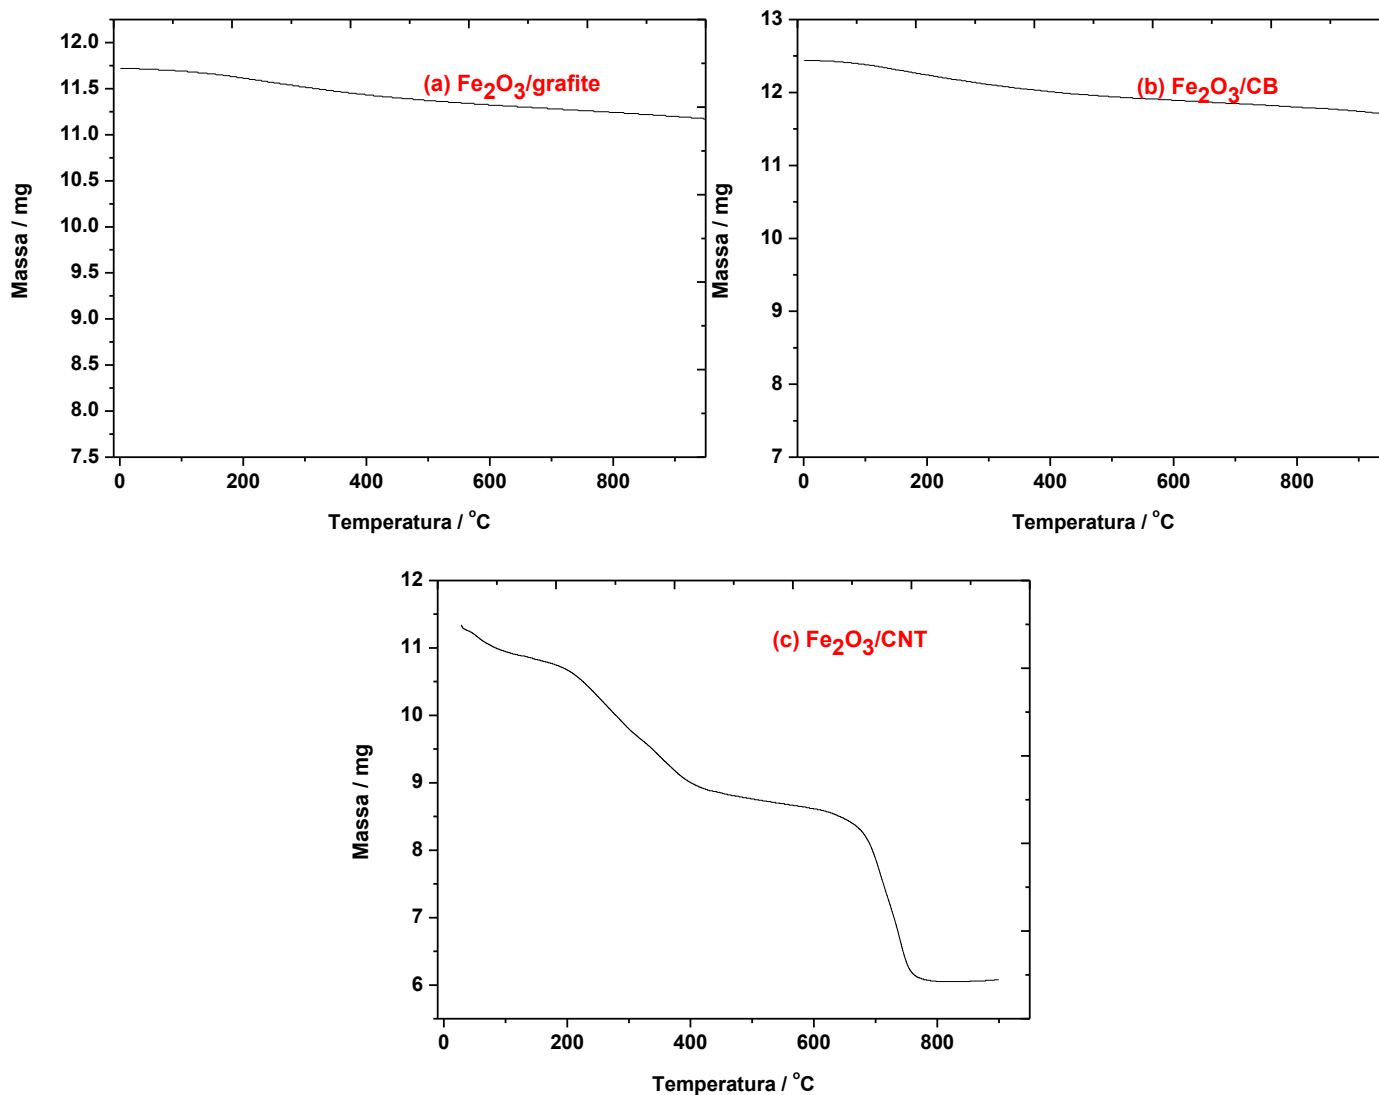 12.0
11.5
11.0
10.5
10.0
9.5
9.0
8.5
8.0
7.5
0 200 400 600 800
Massa / mg
Temperatura / °C
(a) Fe₂O₃/grafite
13
12
11
10
9
8
7
0 200 400 600 800
Massa / mg
Temperatura / °C
(b) Fe₂O₃/CB
12
11
10
9
8
7
6
0 200 400 600 800
Massa / mg
Temperatura / °C
(c) Fe₂O₃/CNT